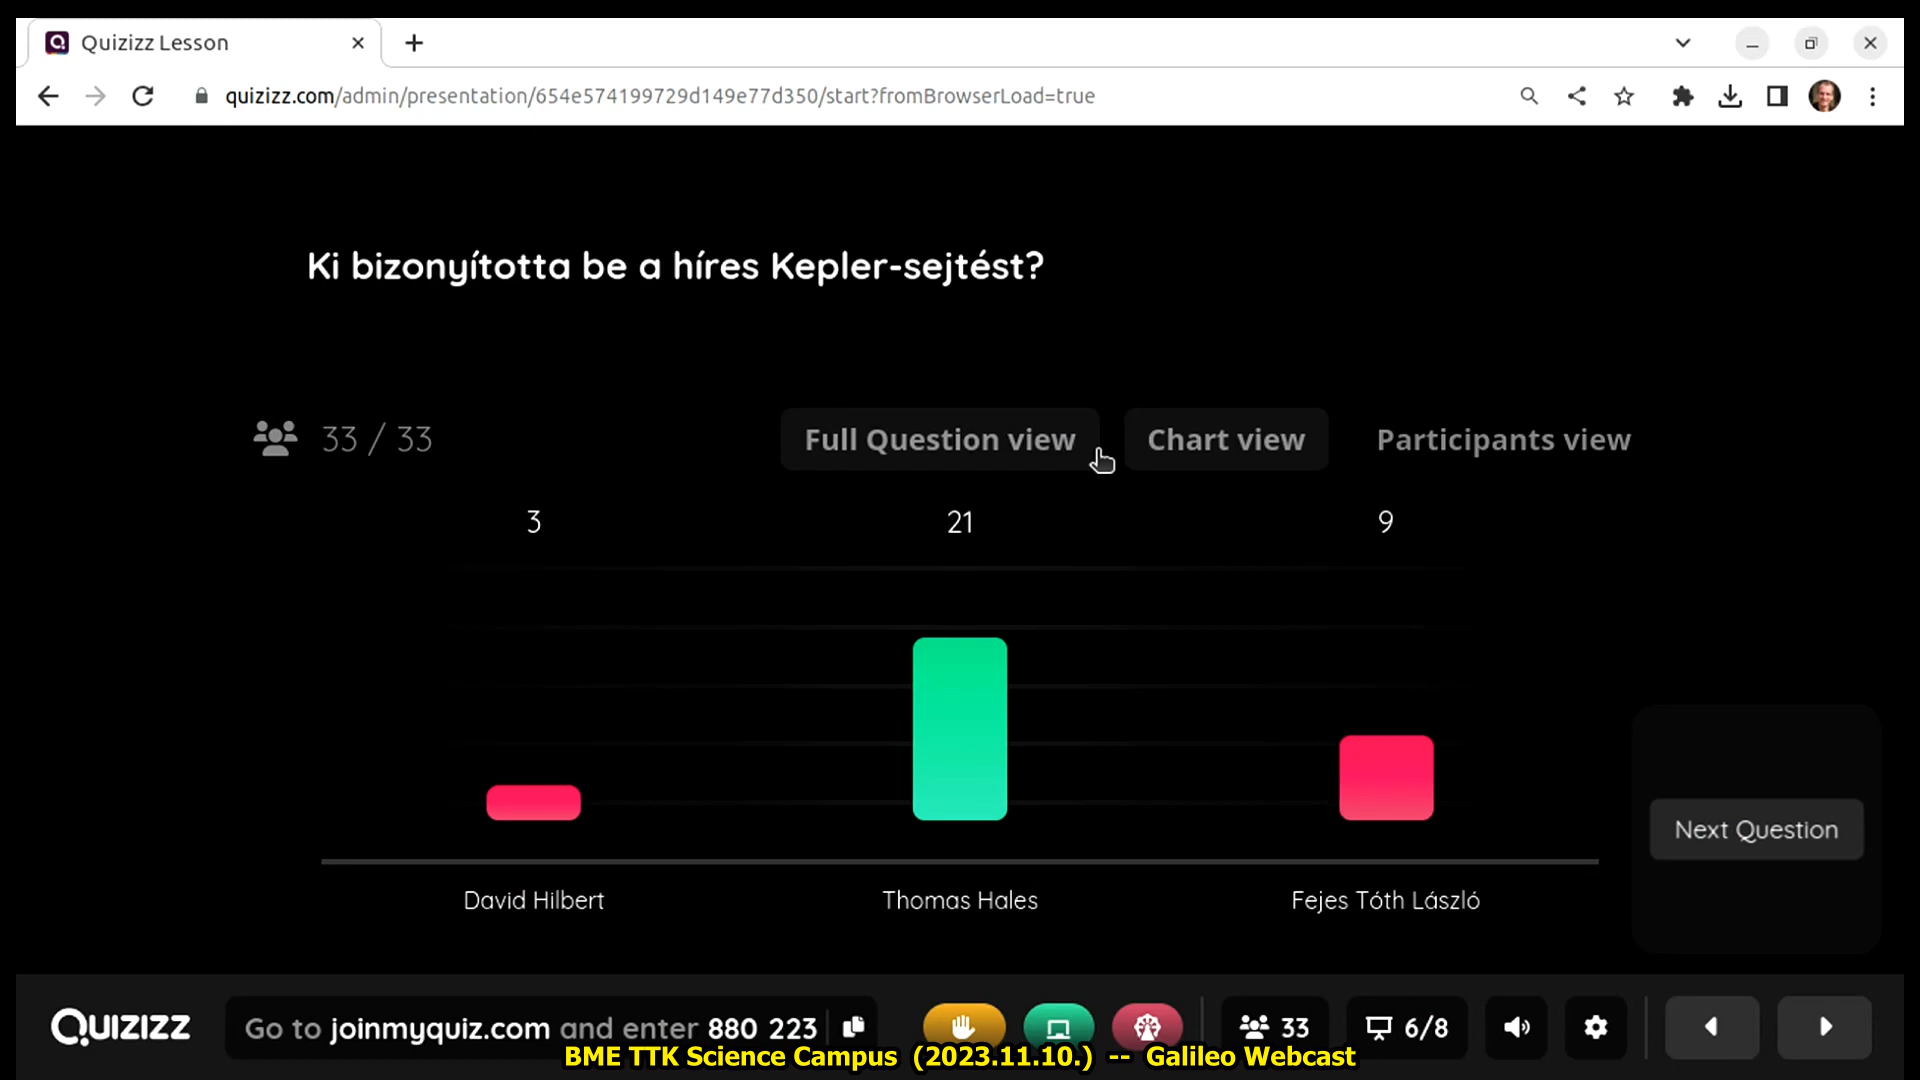 Quizizz Lesson
quizizz.com/admin/presentation/654e574199729d149e77d350/start?fromBrowserLoad=true
Ki bizonyította be a híres Kepler-sejtést?
33 / 33
Full Question view
Chart view
Participants view
3
21
9
Next Question
David Hilbert
Thomas Hales
Fejes Tóth László
Quizizz
Go to joinmyquiz.com and enter 880 223
33
6/8
BME TTK Science Campus (2023.11.10.) -- Galileo Webcast